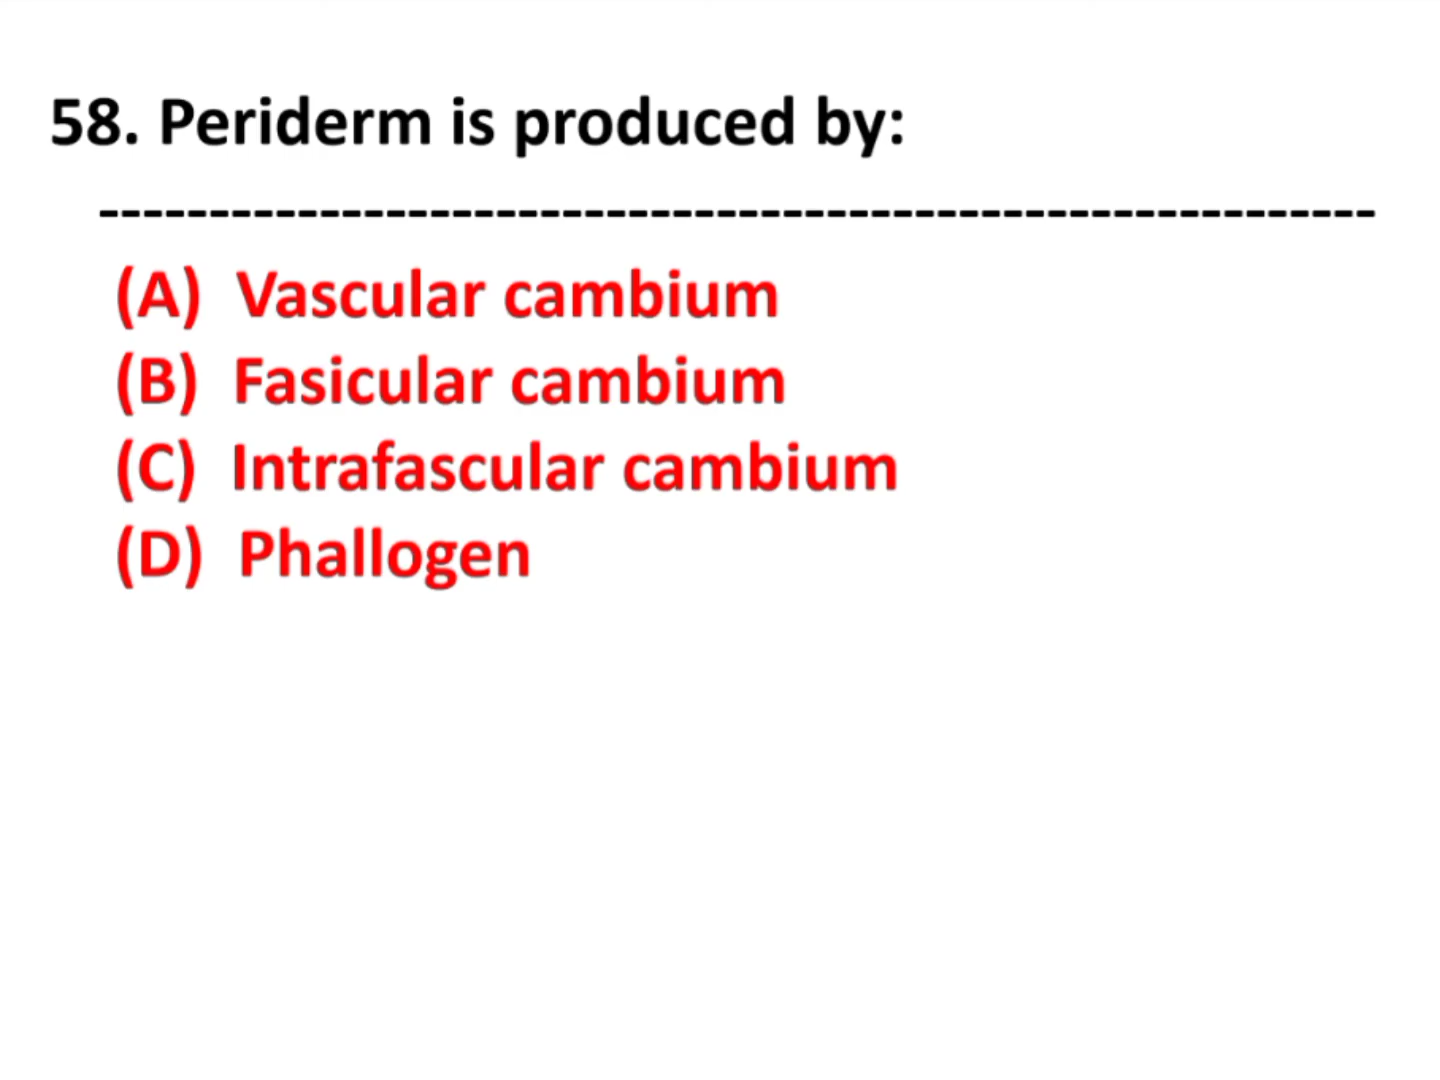 58. Periderm is produced by:
----------------------------------------------------------
(A) Vascular cambium
(B) Fasicular cambium
(C) Intrafascular cambium
(D) Phallogen